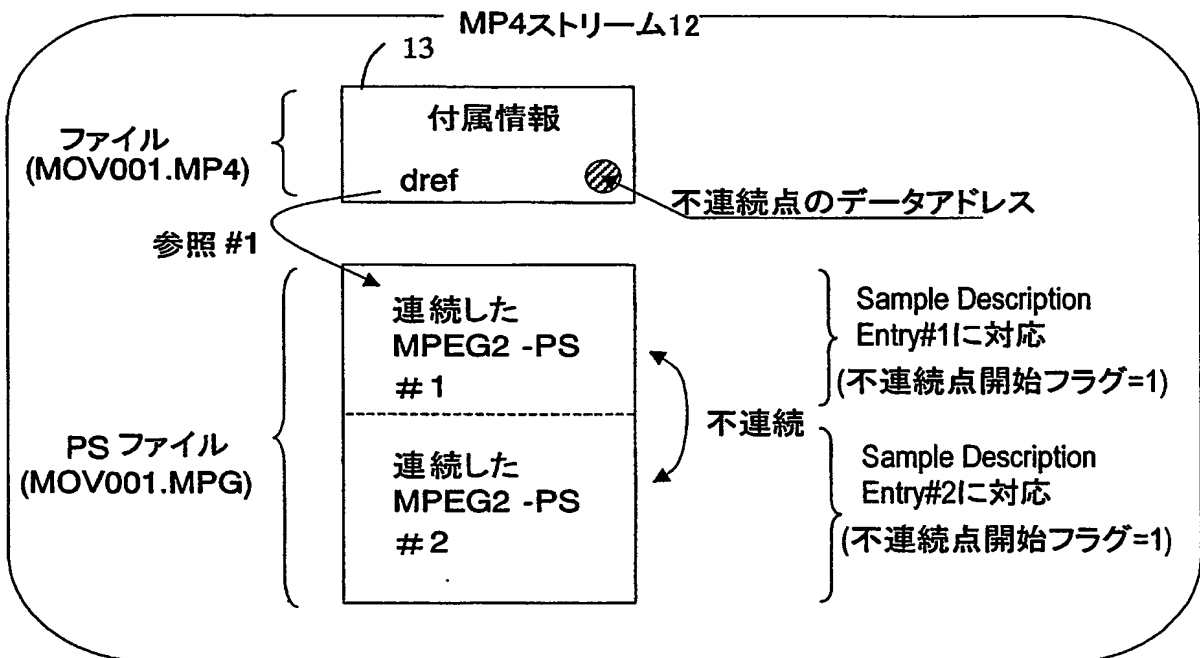 MP4ストリーム12
13
ファイル
(MOV001.MP4)
付属情報
dref
不連続点のデータアドレス
参照 #1
PS ファイル
(MOV001.MPG)
連続した
MPEG2 -PS
#1
連続した
MPEG2 -PS
#2
不連続
Sample Description
Entry#1に対応
(不連続点開始フラグ=1)
Sample Description
Entry#2に対応
(不連続点開始フラグ=1)